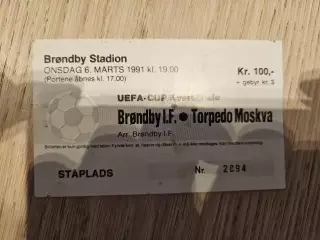 Brøndby Stadion
ONSDAG 6. MARTS 1991 kl. 19.00
(Portene åbnes kl. 17.00)
Kr. 100,-
+ gebyr kr. 3
UEFA-CUP
Brøndby I.F. • Torpedo Moskva
Arr. Brøndby I.F.
STAPLADS
Nr. 2894